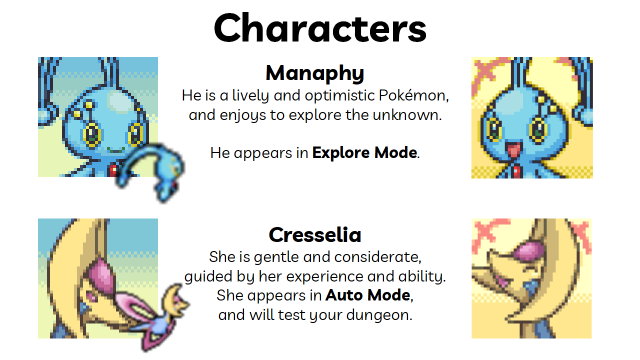 Characters
Manaphy
He is a lively and optimistic Pokémon,
and enjoys to explore the unknown.
He appears in Explore Mode.
Cresselia
She is gentle and considerate,
guided by her experience and ability.
She appears in Auto Mode,
and will test your dungeon.